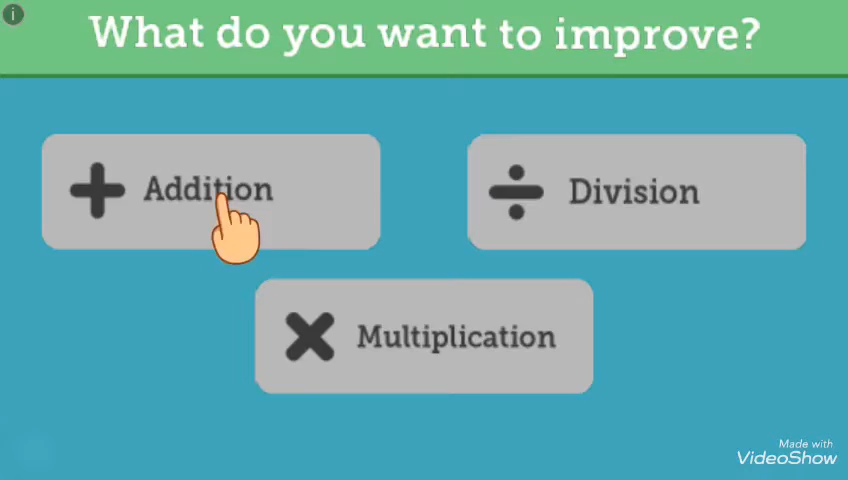 What do you want to improve?
Addition
Division
Multiplication
Made with
VideoShow